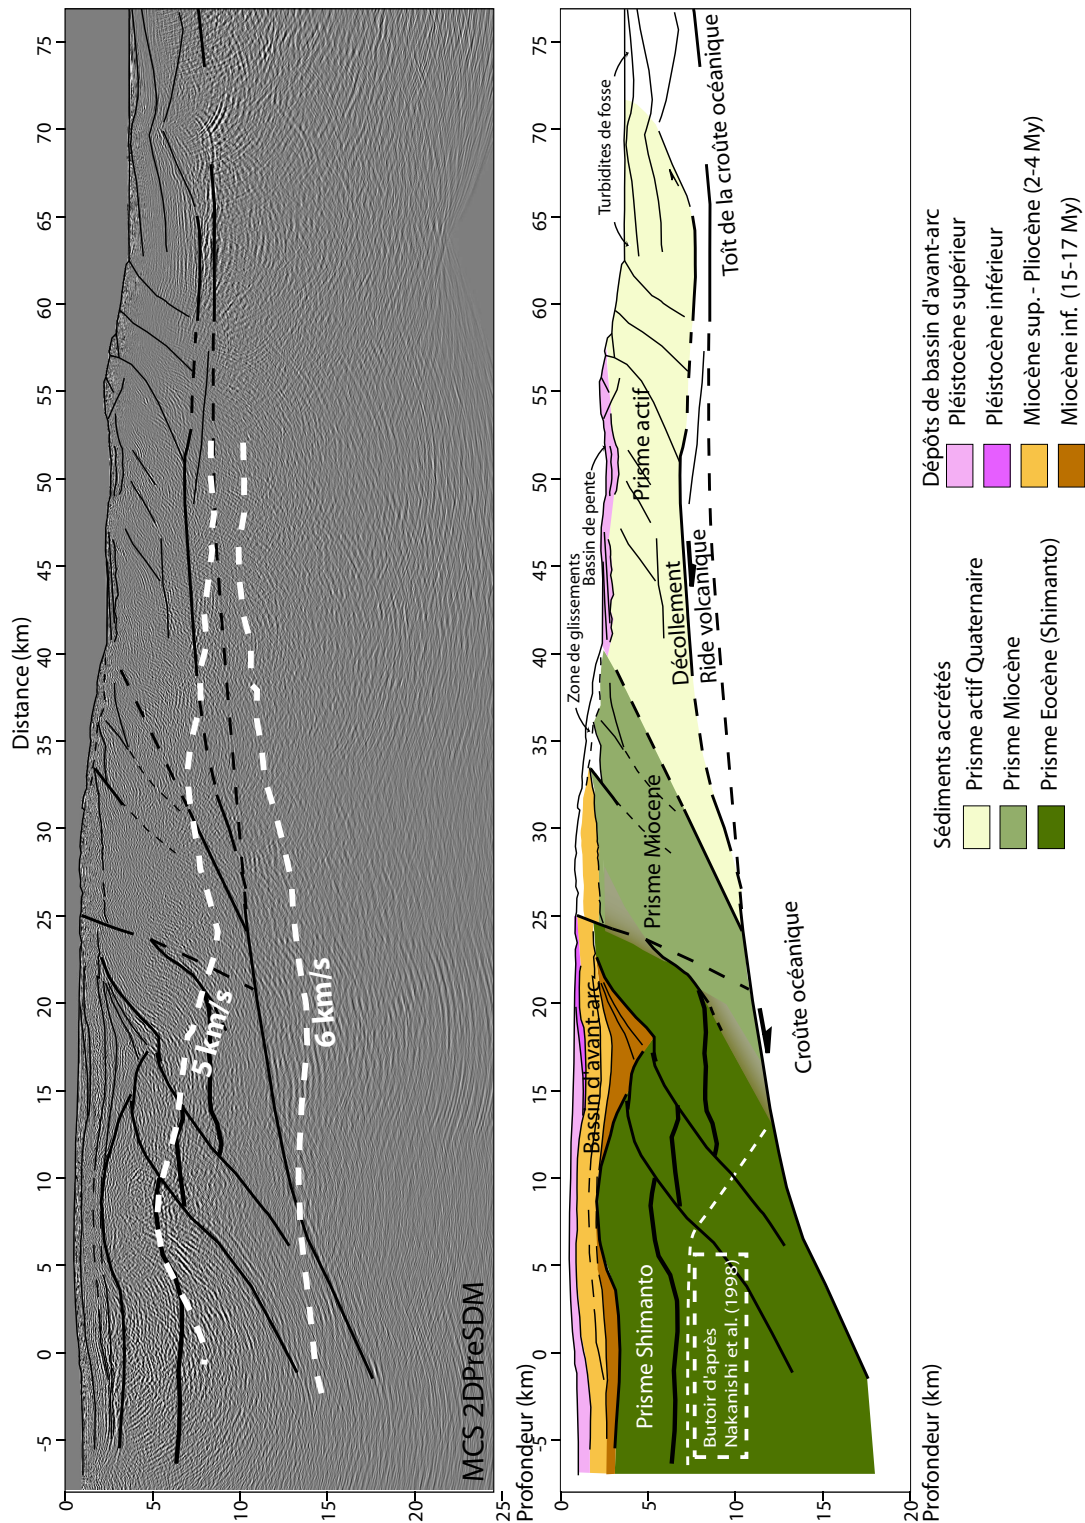 Distance (km)
-5 0 5 10 15 20 25 30 35 40 45 50 55 60 65 70 75
0
5
10
15
20
25
Profondeur (km)
5 km/s
6 km/s
MCS 2DPreSDM
Zone de glissements
Bassin de pente
Turbidites de fosse
Bassin d'avant-arc
Prisme Shimanto
Prisme Miocène
Prisme actif
Décollement
Ride volcanique
Toît de la croûte océanique
Croûte océanique
Butoir d'après
Nakanishi et al. (1998)
0
5
10
15
20
Profondeur (km)
Sédiments accrétés
Prisme actif Quaternaire
Prisme Miocène
Prisme Eocène (Shimanto)
Dépôts de bassin d'avant-arc
Pléistocène supérieur
Pléistocène inférieur
Miocène sup. - Pliocène (2-4 My)
Miocène inf. (15-17 My)